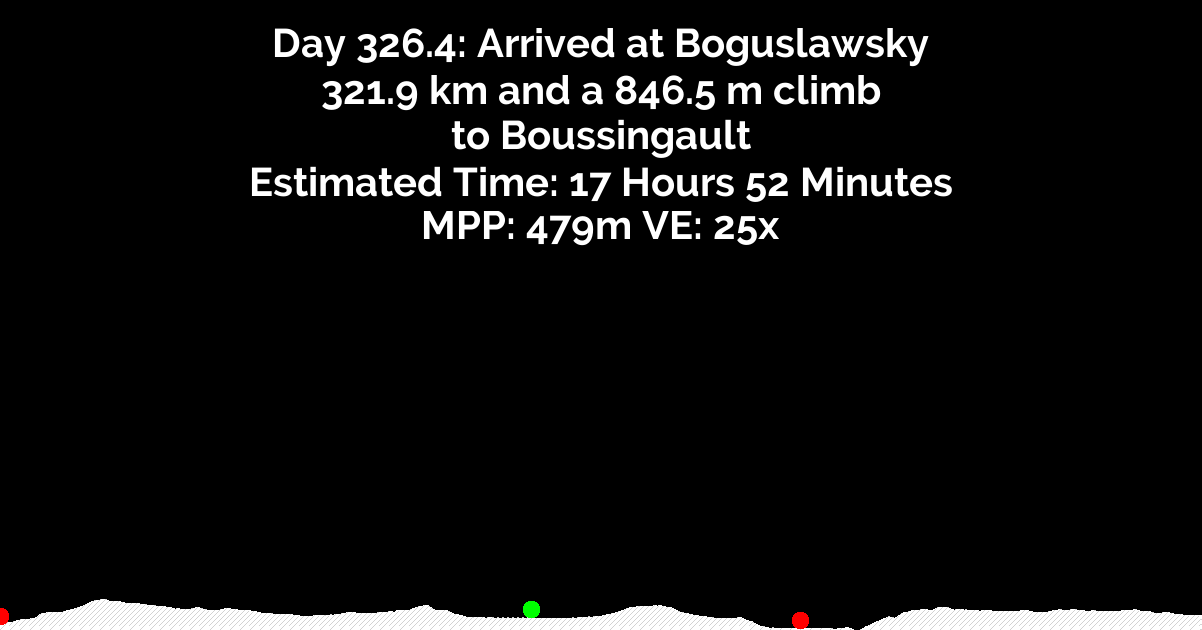 Day 326.4: Arrived at Boguslawsky
321.9 km and a 846.5 m climb
to Boussingault
Estimated Time: 17 Hours 52 Minutes
MPP: 479m VE: 25x